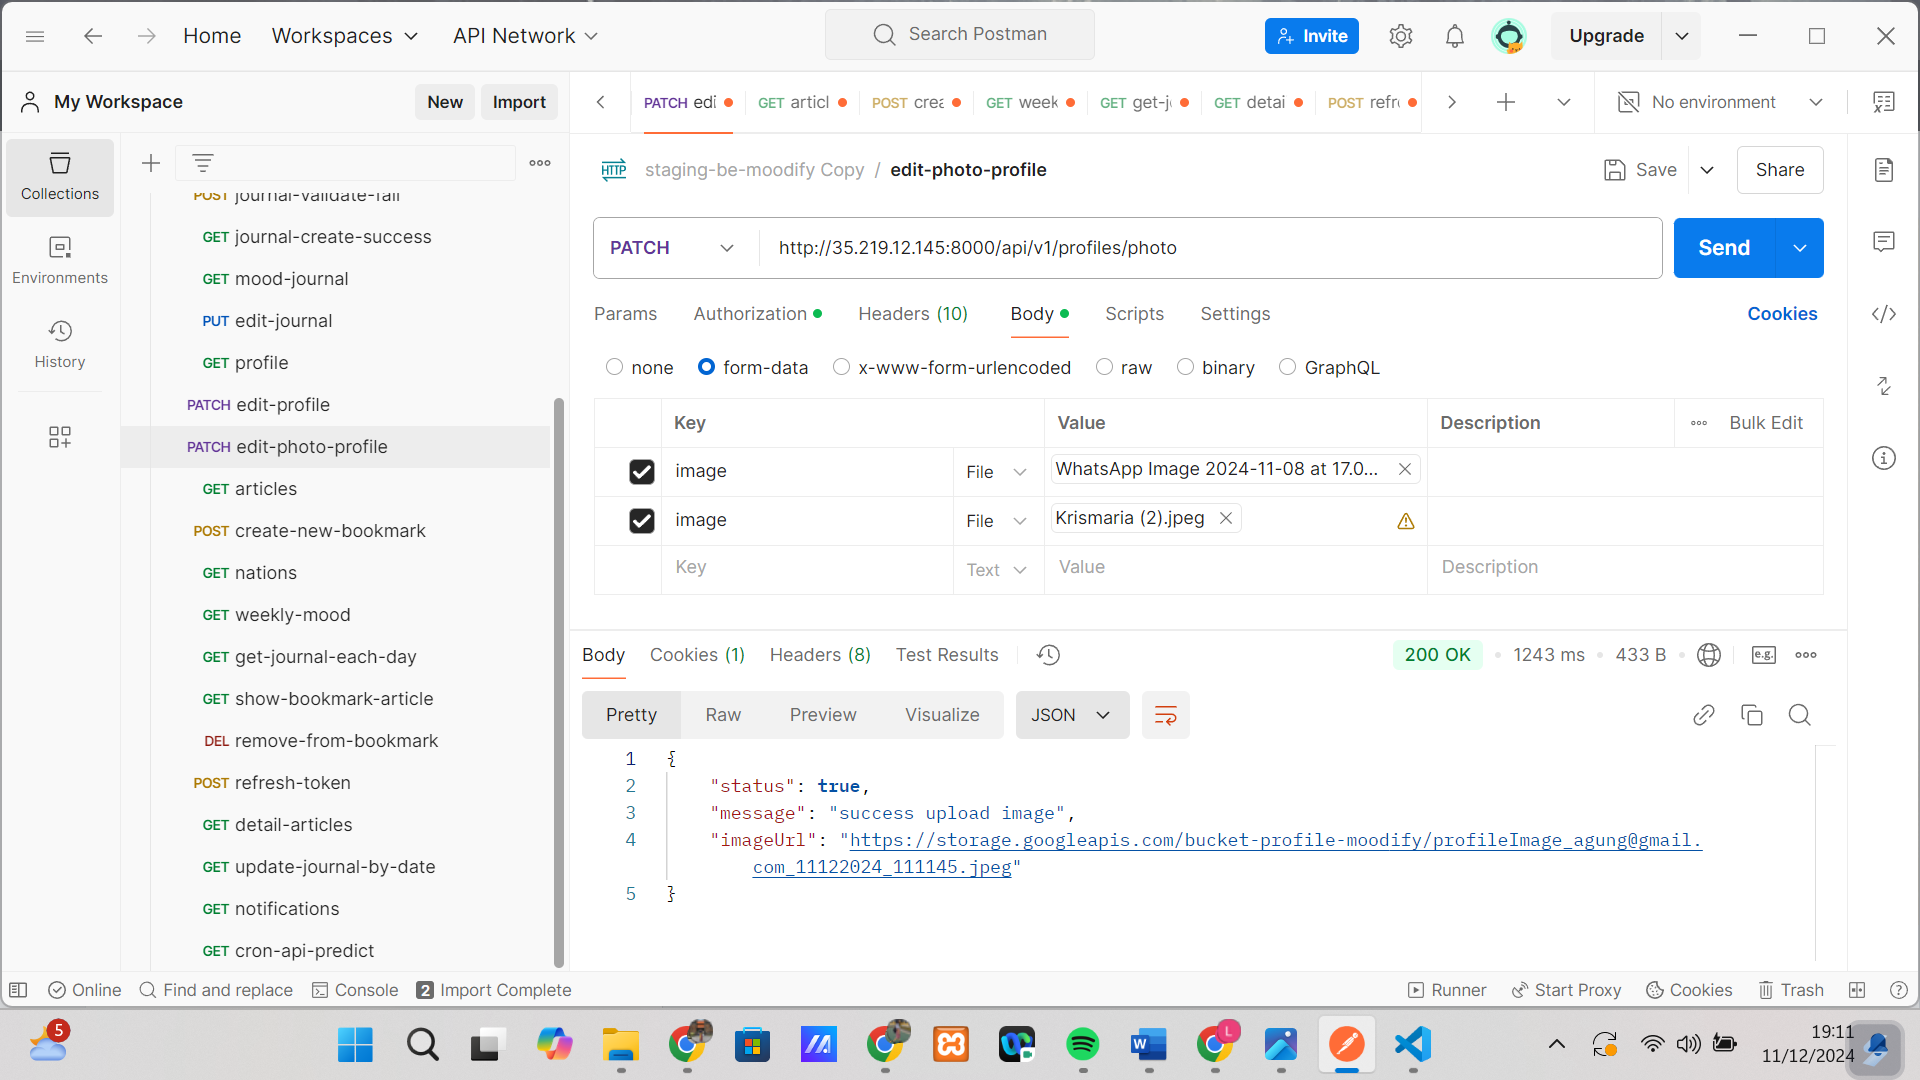 Home Workspaces API Network Search Postman Invite Upgrade
My Workspace New Import
PATCH edi GET articl POST crea GET week GET get-j GET detai POST refr No environment
Collections
Environments
History
POST journal-validate-fail
GET journal-create-success
GET mood-journal
PUT edit-journal
GET profile
PATCH edit-profile
PATCH edit-photo-profile
GET articles
POST create-new-bookmark
GET nations
GET weekly-mood
GET get-journal-each-day
GET show-bookmark-article
DEL remove-from-bookmark
POST refresh-token
GET detail-articles
GET update-journal-by-date
GET notifications
GET cron-api-predict
HTTP staging-be-moodify Copy / edit-photo-profile Save Share
PATCH http://35.219.12.145:8000/api/v1/profiles/photo Send
Params Authorization Headers (10) Body Scripts Settings Cookies
none form-data x-www-form-urlencoded raw binary GraphQL
Key Value Description Bulk Edit
image File WhatsApp Image 2024-11-08 at 17.0...
image File Krismaria (2).jpeg
Key Text Value Description
Body Cookies (1) Headers (8) Test Results 200 OK 1243 ms 433 B e.g.
Pretty Raw Preview Visualize JSON
1 {
2 "status": true,
3 "message": "success upload image",
4 "imageUrl": "https://storage.googleapis.com/bucket-profile-moodify/profileImage_agung@gmail.
com_11122024_111145.jpeg"
5 }
Online Find and replace Console 2 Import Complete Runner Start Proxy Cookies Trash
5
L
19:11
11/12/2024